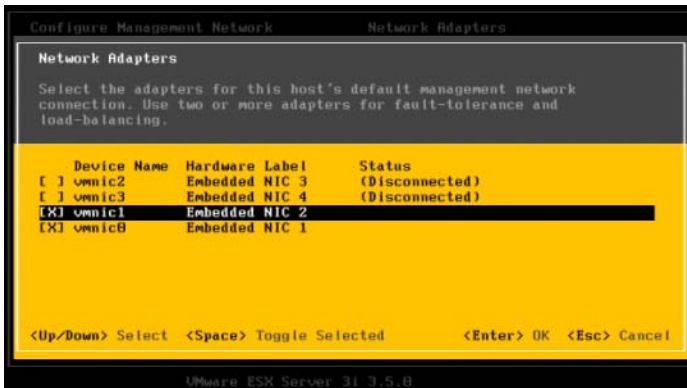 Configure Management Network Network Adapters
Network Adapters
Select the adapters for this host's default management network
connection. Use two or more adapters for fault-tolerance and
load-balancing.
Device Name Hardware Label Status
[ ] vmnic2 Embedded NIC 3 (Disconnected)
[ ] vmnic3 Embedded NIC 4 (Disconnected)
[X] vmnic1 Embedded NIC 2
[X] vmnic0 Embedded NIC 1
<Up/Down> Select <Space> Toggle Selected <Enter> OK <Esc> Cancel
VMware ESX Server 3i 3.5.0